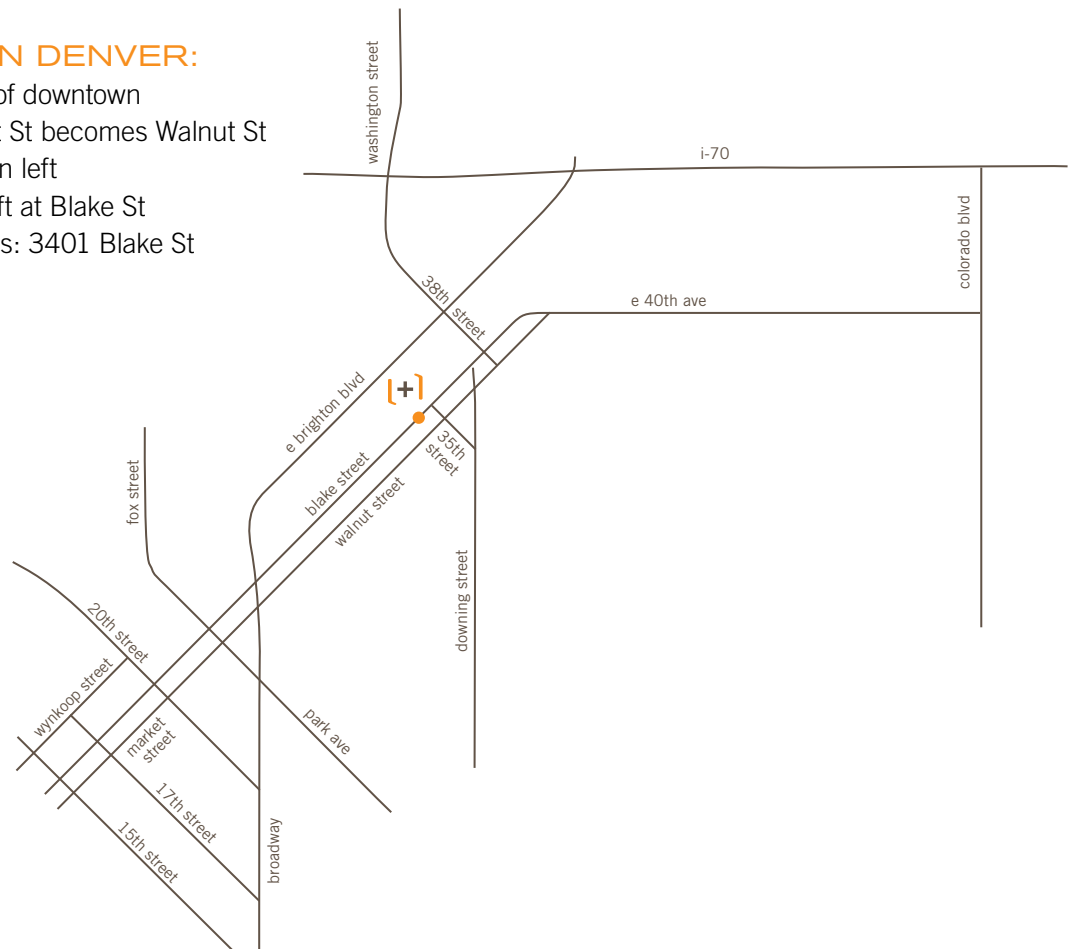 N DENVER:
of downtown
t St becomes Walnut St
n left
ft at Blake St
s: 3401 Blake St
washington street
i-70
colorado blvd
38th street
e 40th ave
[+]
e brighton blvd
35th
street
blake street
walnut street
fox street
downing street
20th street
wynkoop street
market
street
park ave
17th street
15th street
broadway